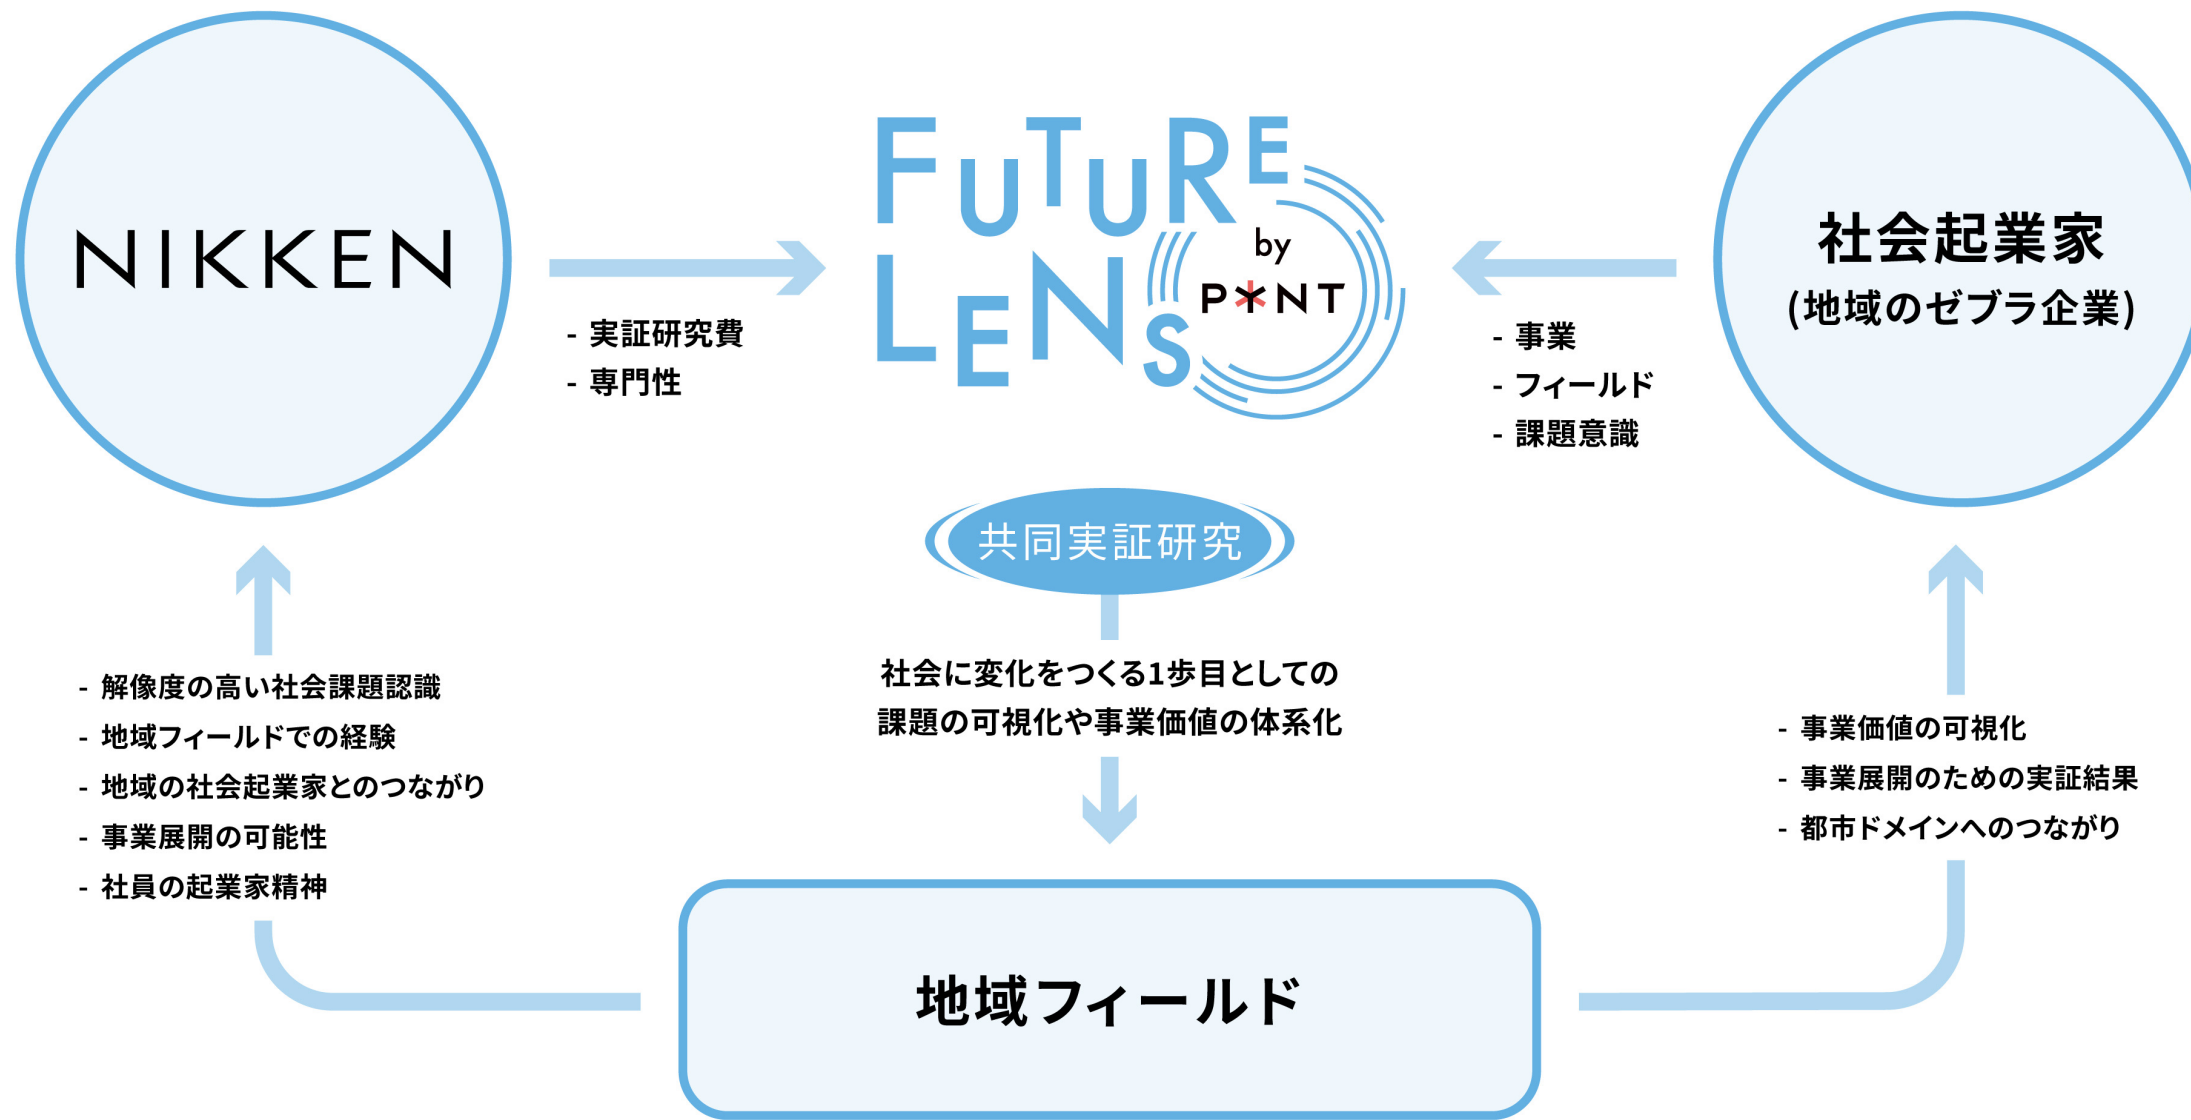 NIKKEN
- 実証研究費
- 専門性
FUTURE
LENS
by
P*NT
社会起業家
(地域のゼブラ企業)
- 事業
- フィールド
- 課題意識
共同実証研究
社会に変化をつくる1歩目としての
課題の可視化や事業価値の体系化
- 解像度の高い社会課題認識
- 地域フィールドでの経験
- 地域の社会起業家とのつながり
- 事業展開の可能性
- 社員の起業家精神
- 事業価値の可視化
- 事業展開のための実証結果
- 都市ドメインへのつながり
地域フィールド